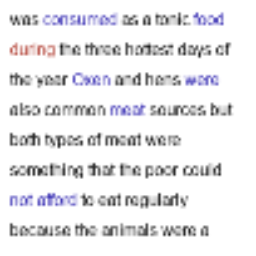 was consumed as a tonic food
during the three hottest days of
the year Oxen and hens were
also common meat sources but
both types of meat were
something that the poor could
not afford to eat regularly
because the animals were a